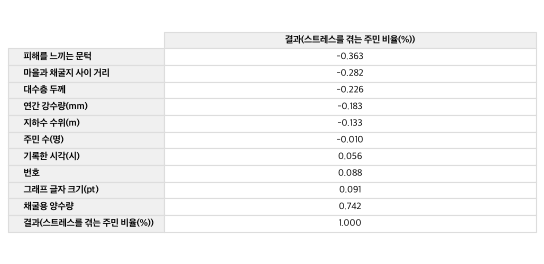 결과(스트레스를 겪는 주민 비율(%))
피해를 느끼는 문턱 -0.363
마을과 채굴지 사이 거리 -0.282
대수층 두께 -0.226
연간 강수량(mm) -0.183
지하수 수위(m) -0.133
주민 수(명) -0.010
기록한 시각(시) 0.056
번호 0.088
그래프 글자 크기(pt) 0.091
채굴용 양수량 0.742
결과(스트레스를 겪는 주민 비율(%)) 1.000